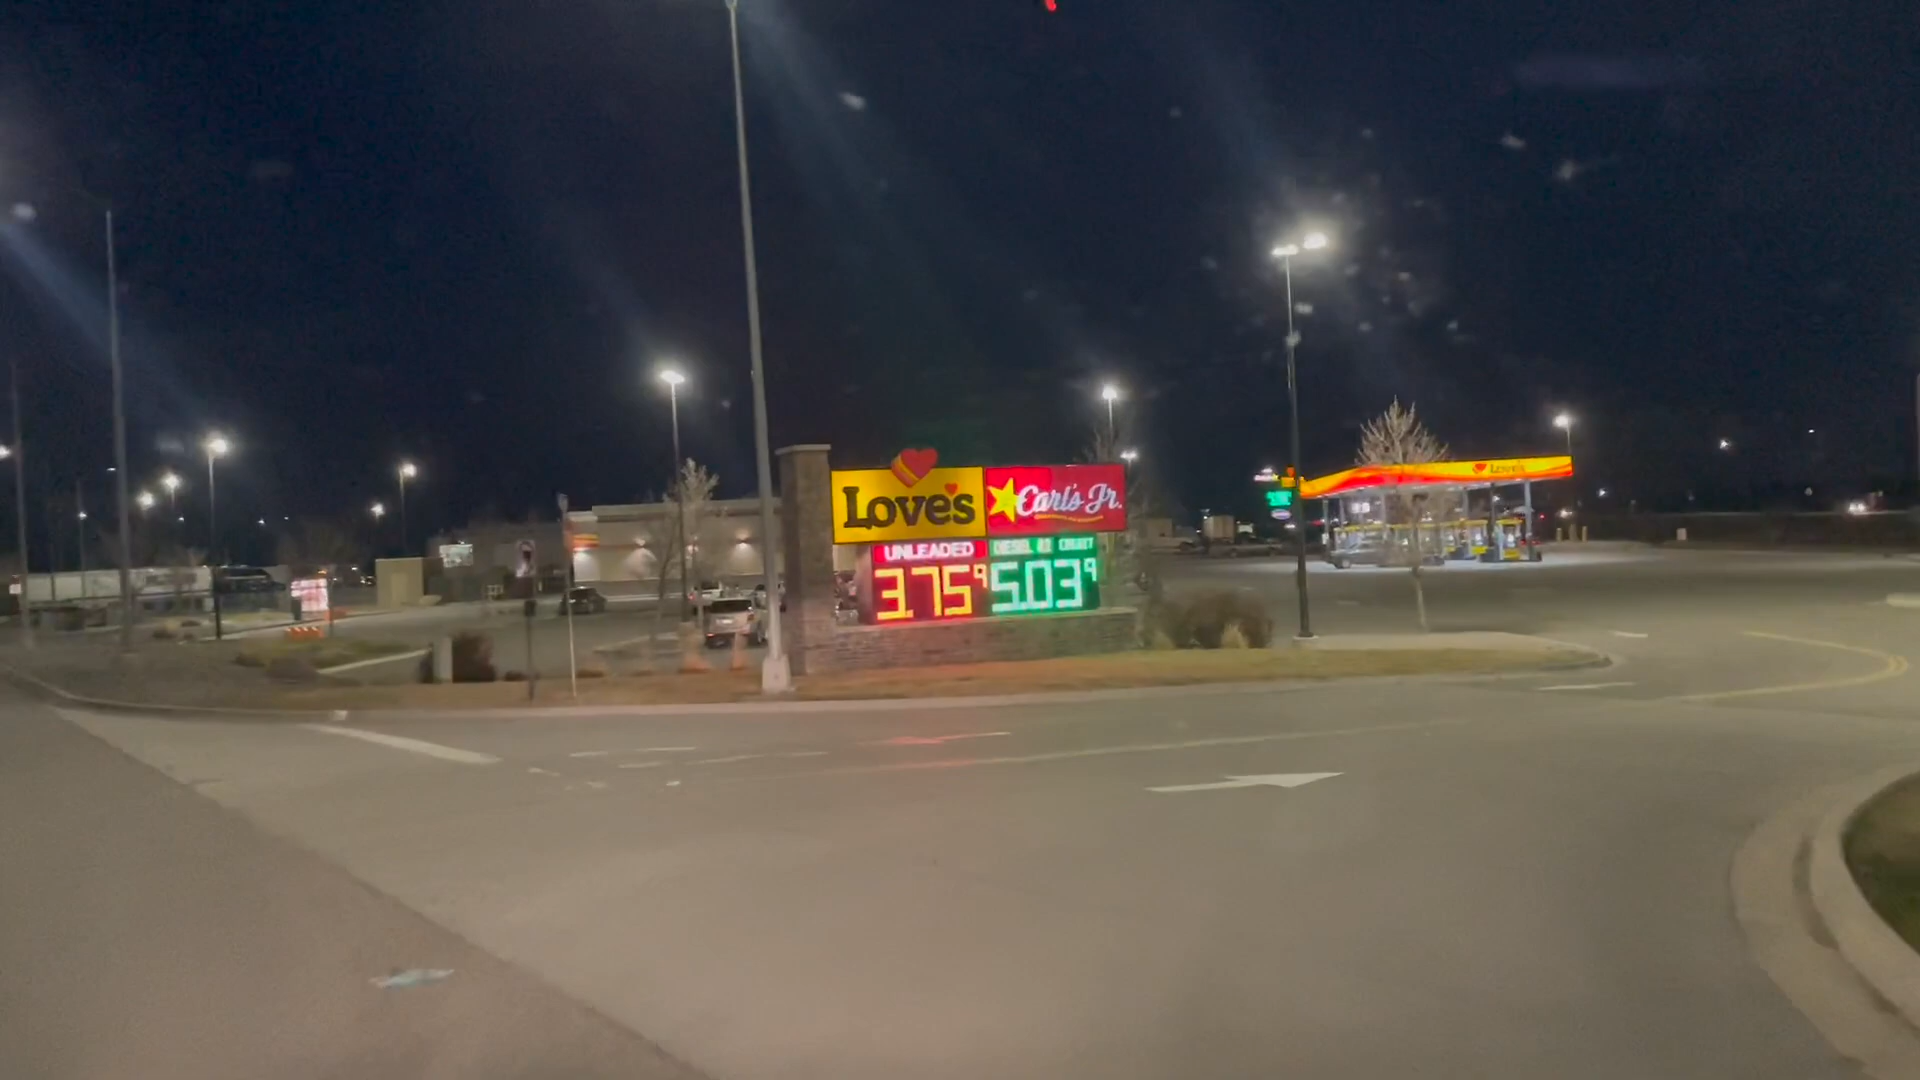 Love's
Carl's Jr.
UNLEADED
3.75⁹
5.03⁹
DIESEL #2 CREDIT
Love's